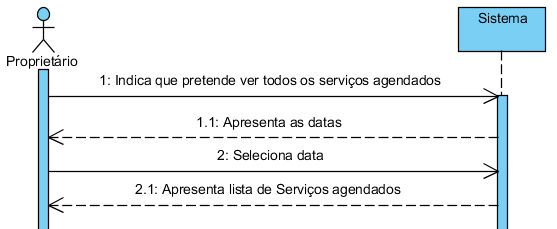 Sistema
Proprietário
1: Indica que pretende ver todos os serviços agendados
1.1: Apresenta as datas
2: Seleciona data
2.1: Apresenta lista de Serviços agendados